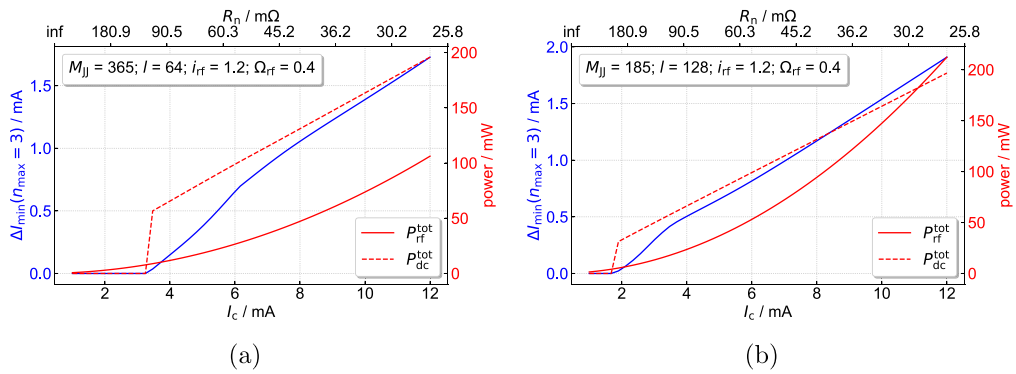 R_n / mΩ
inf 180.9 90.5 60.3 45.2 36.2 30.2 25.8
M_JJ = 365; l = 64; i_rf = 1.2; Ω_rf = 0.4
ΔI_min(n_max = 3) / mA
1.5
1.0
0.5
0.0
200
150
100
50
0
power / mW
P_rf^tot
P_dc^tot
2 4 6 8 10 12
I_c / mA
(a)
R_n / mΩ
inf 180.9 90.5 60.3 45.2 36.2 30.2 25.8
M_JJ = 185; l = 128; i_rf = 1.2; Ω_rf = 0.4
ΔI_min(n_max = 3) / mA
2.0
1.5
1.0
0.5
0.0
200
150
100
50
0
power / mW
P_rf^tot
P_dc^tot
2 4 6 8 10 12
I_c / mA
(b)